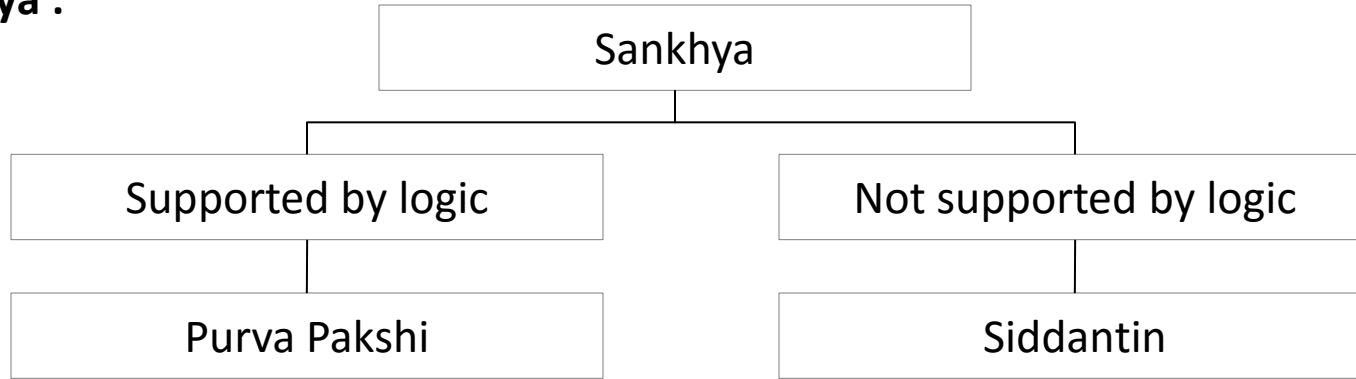 ya :
Sankhya
Supported by logic
Not supported by logic
Purva Pakshi
Siddantin